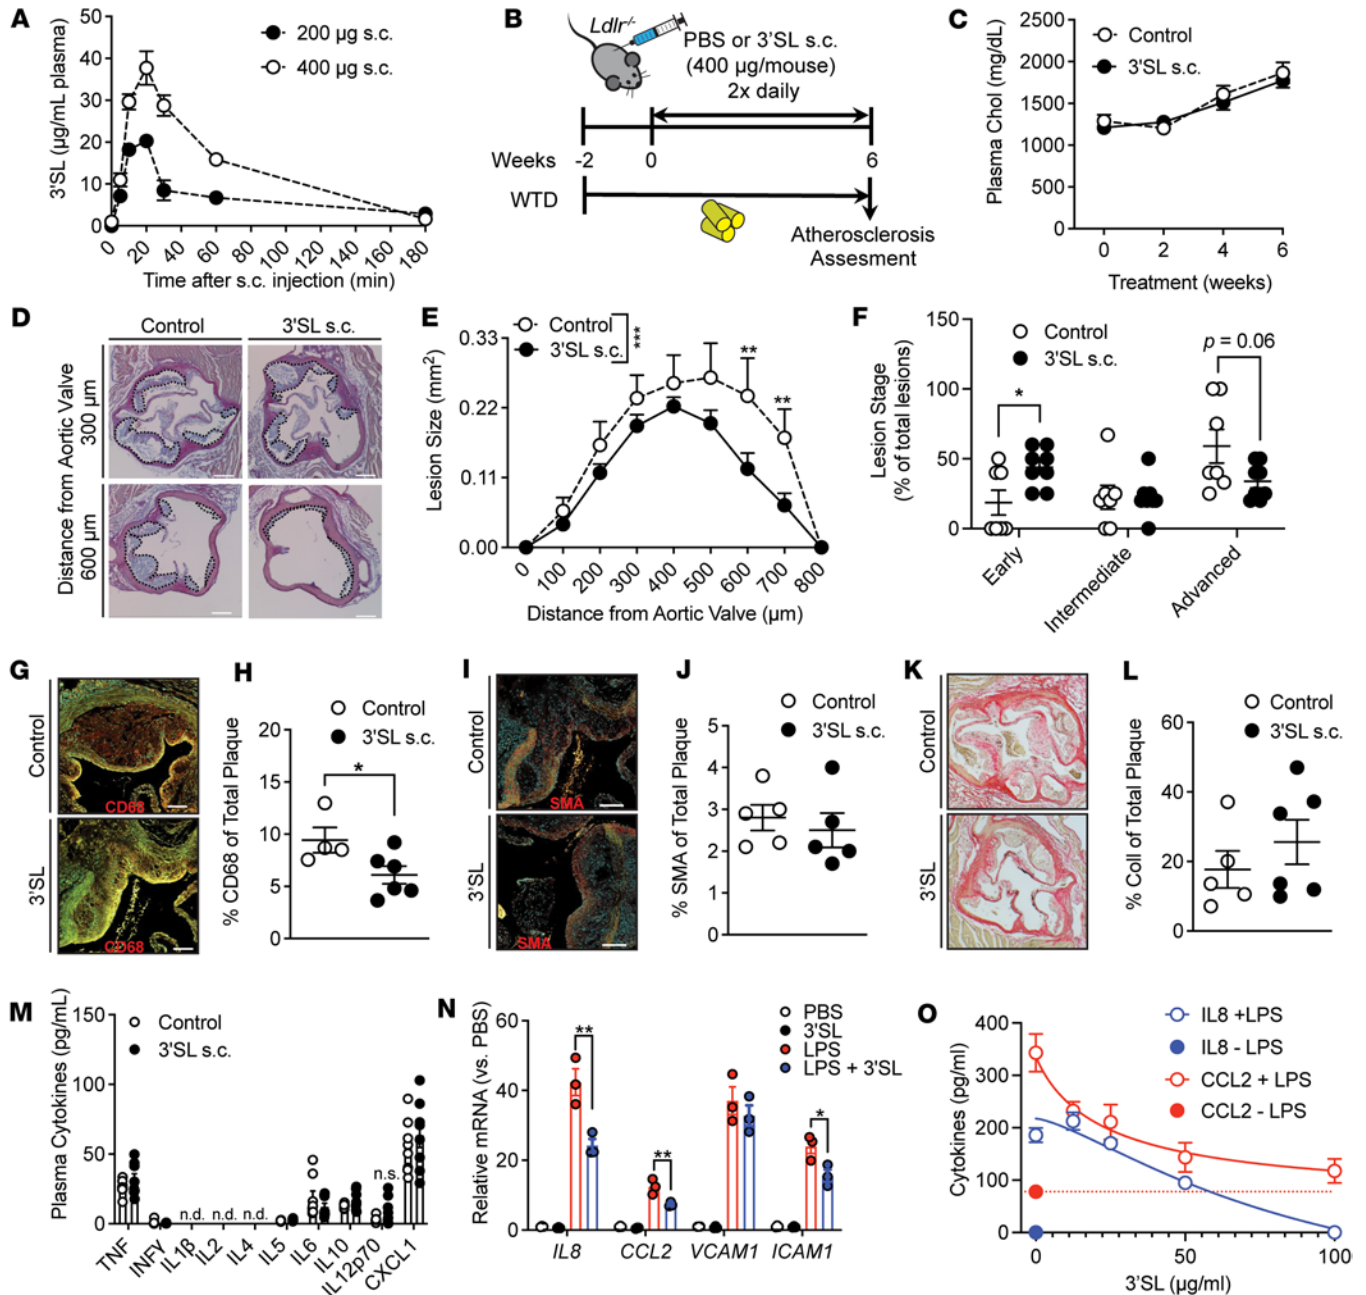 A
50
40
30
20
10
0
3'SL (µg/mL plasma)
200 µg s.c.
400 µg s.c.
0
20
40
60
80
100
120
140
160
180
Time after s.c. injection (min)
B
Ldlr-/-
PBS or 3'SL s.c.
(400 µg/mouse)
2x daily
Weeks
-2
0
6
WTD
Atherosclerosis
Assesment
C
2500
2000
1500
1000
500
0
Plasma Chol (mg/dL)
Control
3'SL s.c.
0
2
4
6
Treatment (weeks)
D
Control
3'SL s.c.
Distance from Aortic Valve
300 µm
600 µm
E
Control
3'SL s.c.
***
0.33
0.22
0.11
0.00
Lesion Size (mm2)
**
**
0
100
200
300
400
500
600
700
800
Distance from Aortic Valve (µm)
F
150
100
50
0
Lesion Stage
(% of total lesions)
Control
3'SL s.c.
*
p = 0.06
Early
Intermediate
Advanced
G
Control
3'SL
CD68
CD68
H
Control
3'SL s.c.
20
15
10
5
0
% CD68 of Total Plaque
*
I
Control
3'SL
SMA
SMA
J
Control
3'SL s.c.
5
4
3
2
1
0
% SMA of Total Plaque
K
Control
3'SL
L
Control
3'SL s.c.
60
40
20
0
% Coll of Total Plaque
M
150
100
50
0
Plasma Cytokines (pg/mL)
Control
3'SL s.c.
n.d.
n.d.
n.d.
n.s.
TNF
INFγ
IL1β
IL2
IL4
IL5
IL6
IL10
IL12p70
CXCL1
N
60
40
20
0
Relative mRNA (vs. PBS)
PBS
3'SL
LPS
LPS + 3'SL
**
**
*
IL8
CCL2
VCAM1
ICAM1
O
400
300
200
100
0
Cytokines (pg/ml)
IL8 +LPS
IL8 - LPS
CCL2 + LPS
CCL2 - LPS
0
50
100
3'SL (µg/ml)